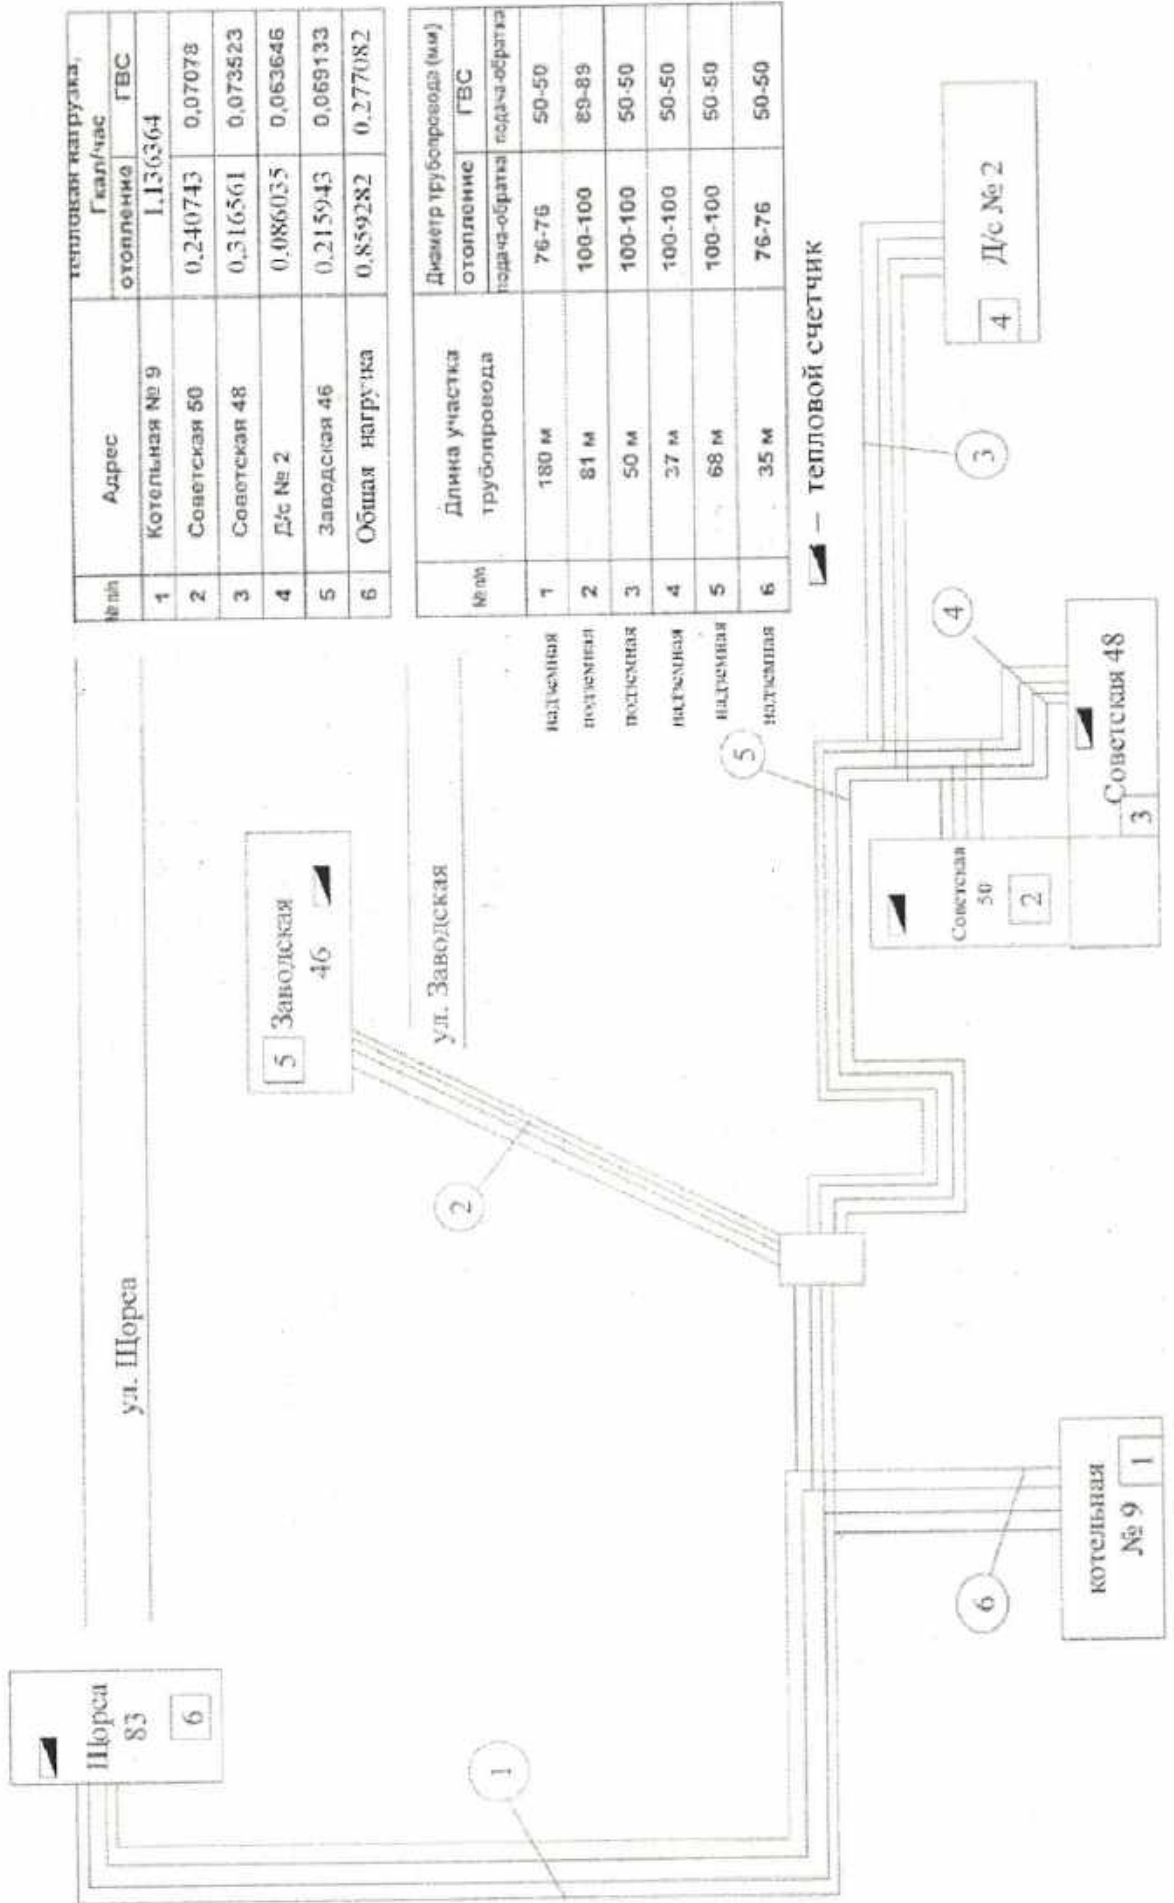 тепловая нагрузка,
№ п/п Адрес Гкал/час
отопление ГВС
1 Котельная № 9 1,136364
2 Советская 50 0,240743 0,07078
3 Советская 48 0,316561 0,073523
4 Д/с № 2 0,086035 0,063646
5 Заводская 46 0,215943 0,069133
6 Общая нагрузка 0,859282 0,277082
№ п/п Длина участка трубопровода Диаметр трубопровода (мм)
отопление ГВС
подача-обратка подача-обратка
надземная 1 180 м 76-76 50-50
подземная 2 81 м 100-100 89-89
подземная 3 50 м 100-100 50-50
надземная 4 37 м 100-100 50-50
надземная 5 68 м 100-100 50-50
надземная 6 35 м 76-76 50-50
– тепловой счетчик
ул. Щорса
ул. Заводская
Щорса
83
6
5 Заводская
46
2
1
6
котельная
№ 9 1
5
4
3
Советская
50
2
Советская 48
3
Д/с № 2
4